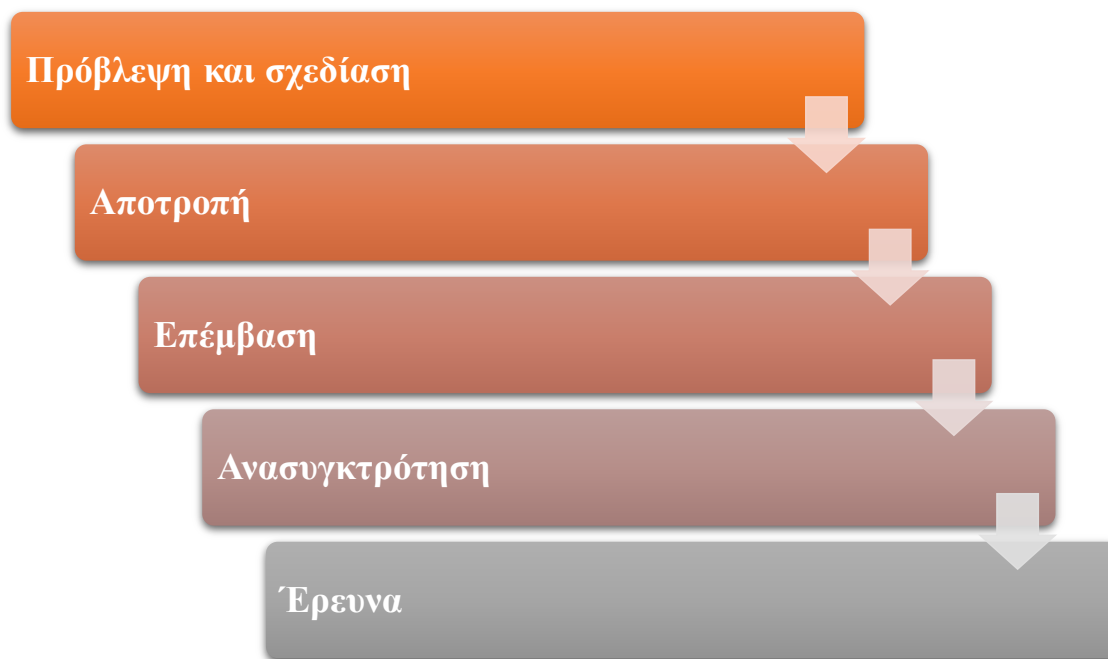 Πρόβλεψη και σχεδίαση
Αποτροπή
Επέμβαση
Ανασυγκτρότηση
Έρευνα